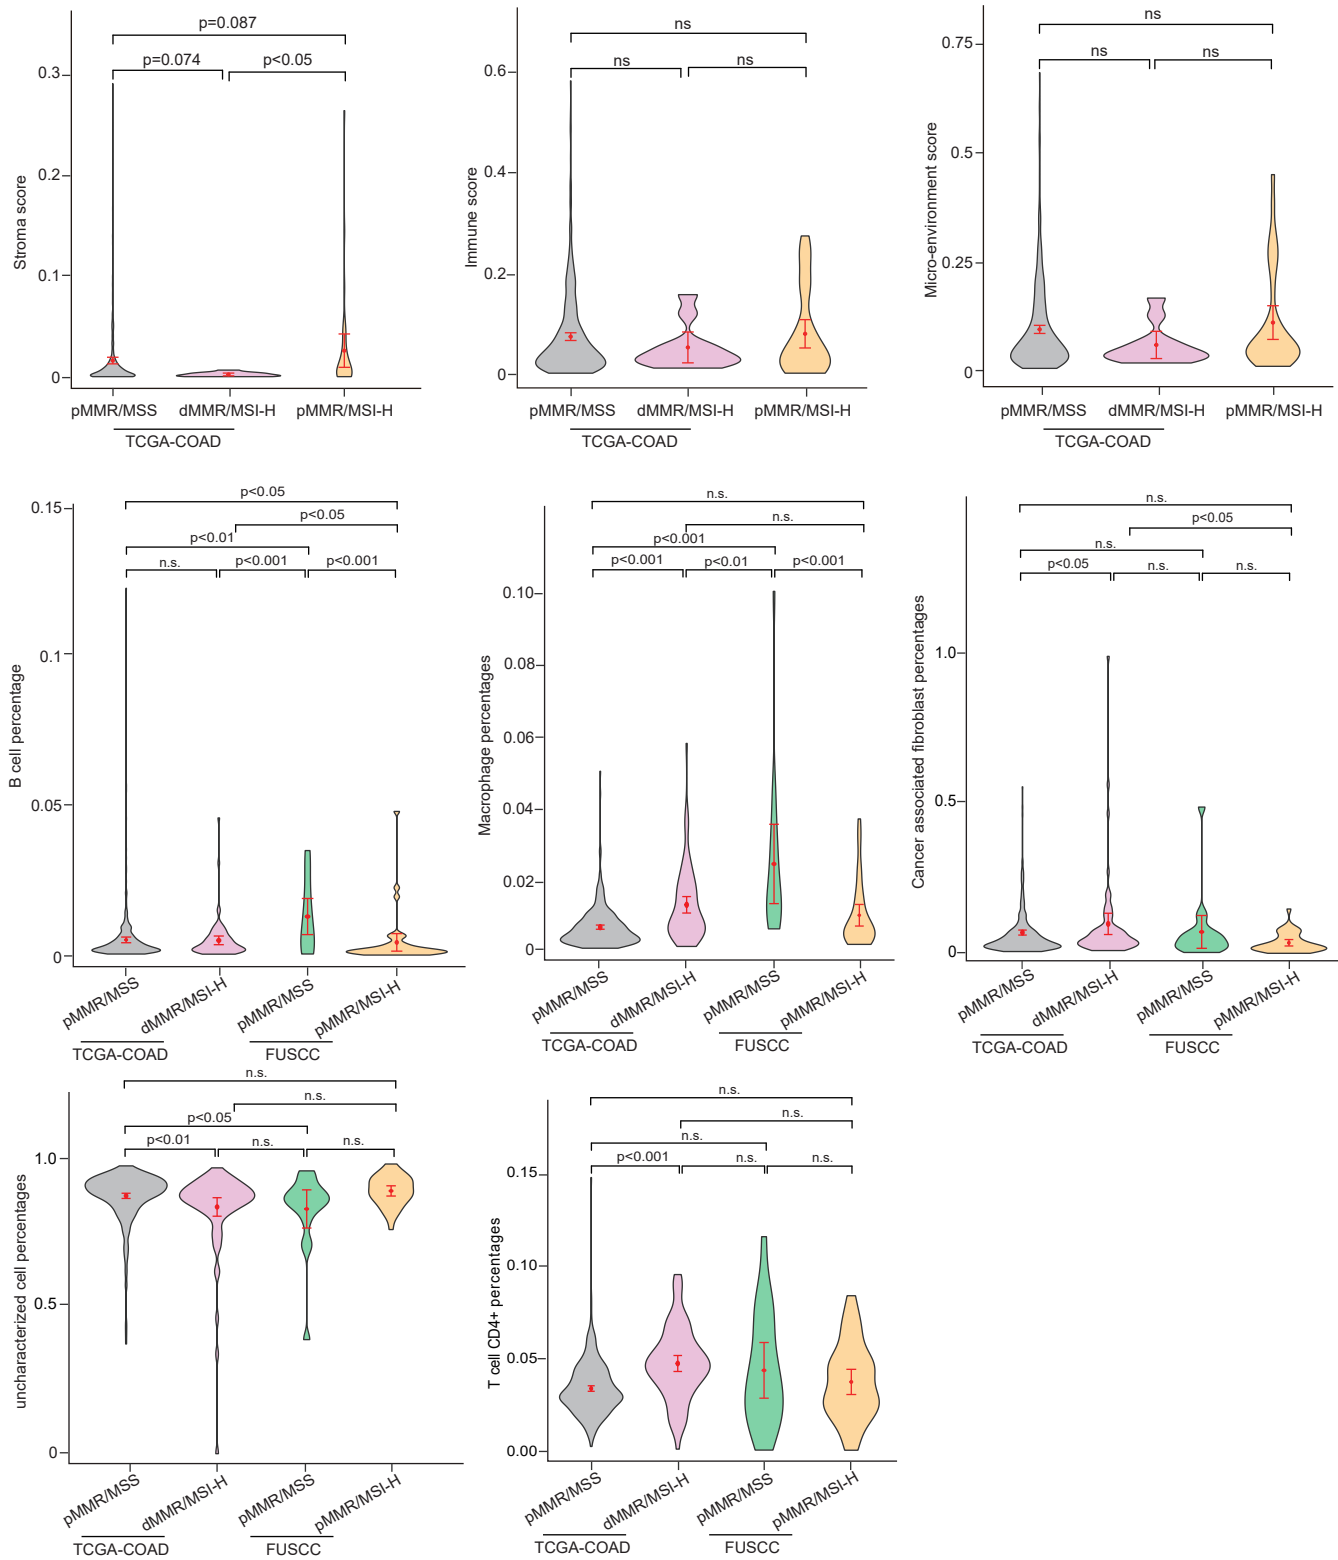 p=0.087
p=0.074
p<0.05
0.3
0.2
0.1
0
Stroma score
pMMR/MSS
dMMR/MSI-H
pMMR/MSI-H
TCGA-COAD
ns
ns
ns
0.6
0.4
0.2
0
Immune score
pMMR/MSS
dMMR/MSI-H
pMMR/MSI-H
TCGA-COAD
ns
ns
ns
0.75
0.5
0.25
0
Micro-environment score
pMMR/MSS
dMMR/MSI-H
pMMR/MSI-H
TCGA-COAD
p<0.05
p<0.05
p<0.01
n.s.
p<0.001
p<0.001
0.15
0.1
0.05
0
B cell percentage
pMMR/MSS
dMMR/MSI-H
pMMR/MSS
pMMR/MSI-H
TCGA-COAD
FUSCC
n.s.
n.s.
p<0.001
p<0.001
p<0.01
p<0.001
0.10
0.08
0.06
0.04
0.02
0
Macrophage percentages
pMMR/MSS
dMMR/MSI-H
pMMR/MSS
pMMR/MSI-H
TCGA-COAD
FUSCC
n.s.
p<0.05
n.s.
p<0.05
n.s.
n.s.
1.0
0.5
0
Cancer associated fibroblast percentages
pMMR/MSS
dMMR/MSI-H
pMMR/MSS
pMMR/MSI-H
TCGA-COAD
FUSCC
n.s.
n.s.
p<0.05
p<0.01
n.s.
n.s.
1.0
0.5
0
uncharacterized cell percentages
pMMR/MSS
dMMR/MSI-H
pMMR/MSS
pMMR/MSI-H
TCGA-COAD
FUSCC
n.s.
n.s.
n.s.
p<0.001
n.s.
n.s.
0.15
0.10
0.05
0.00
T cell CD4+ percentages
pMMR/MSS
dMMR/MSI-H
pMMR/MSS
pMMR/MSI-H
TCGA-COAD
FUSCC